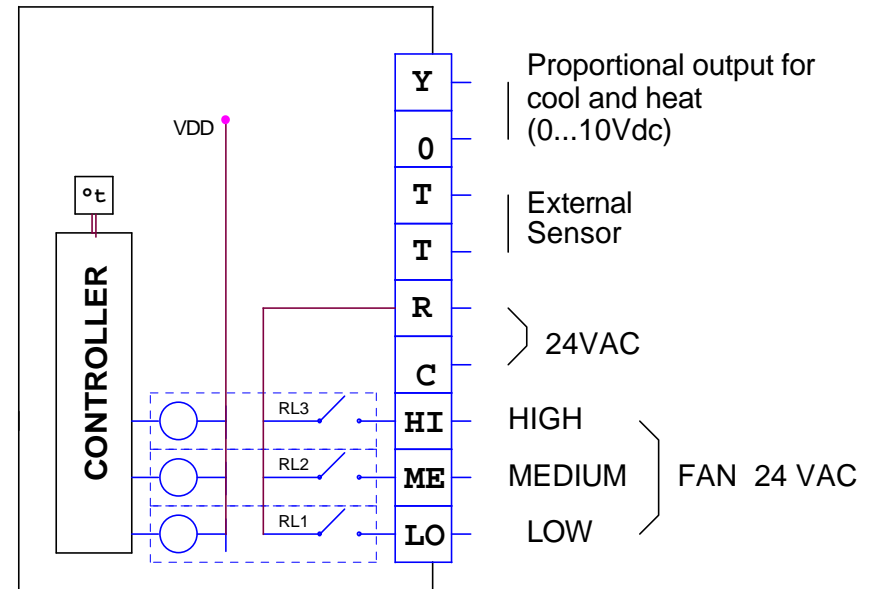 Y
Proportional output for
cool and heat
(0...10Vdc)
VDD
0
°t
T
External
Sensor
T
CONTROLLER
R
24VAC
C
RL3
HI
HIGH
RL2
ME
MEDIUM
FAN 24 VAC
RL1
LO
LOW